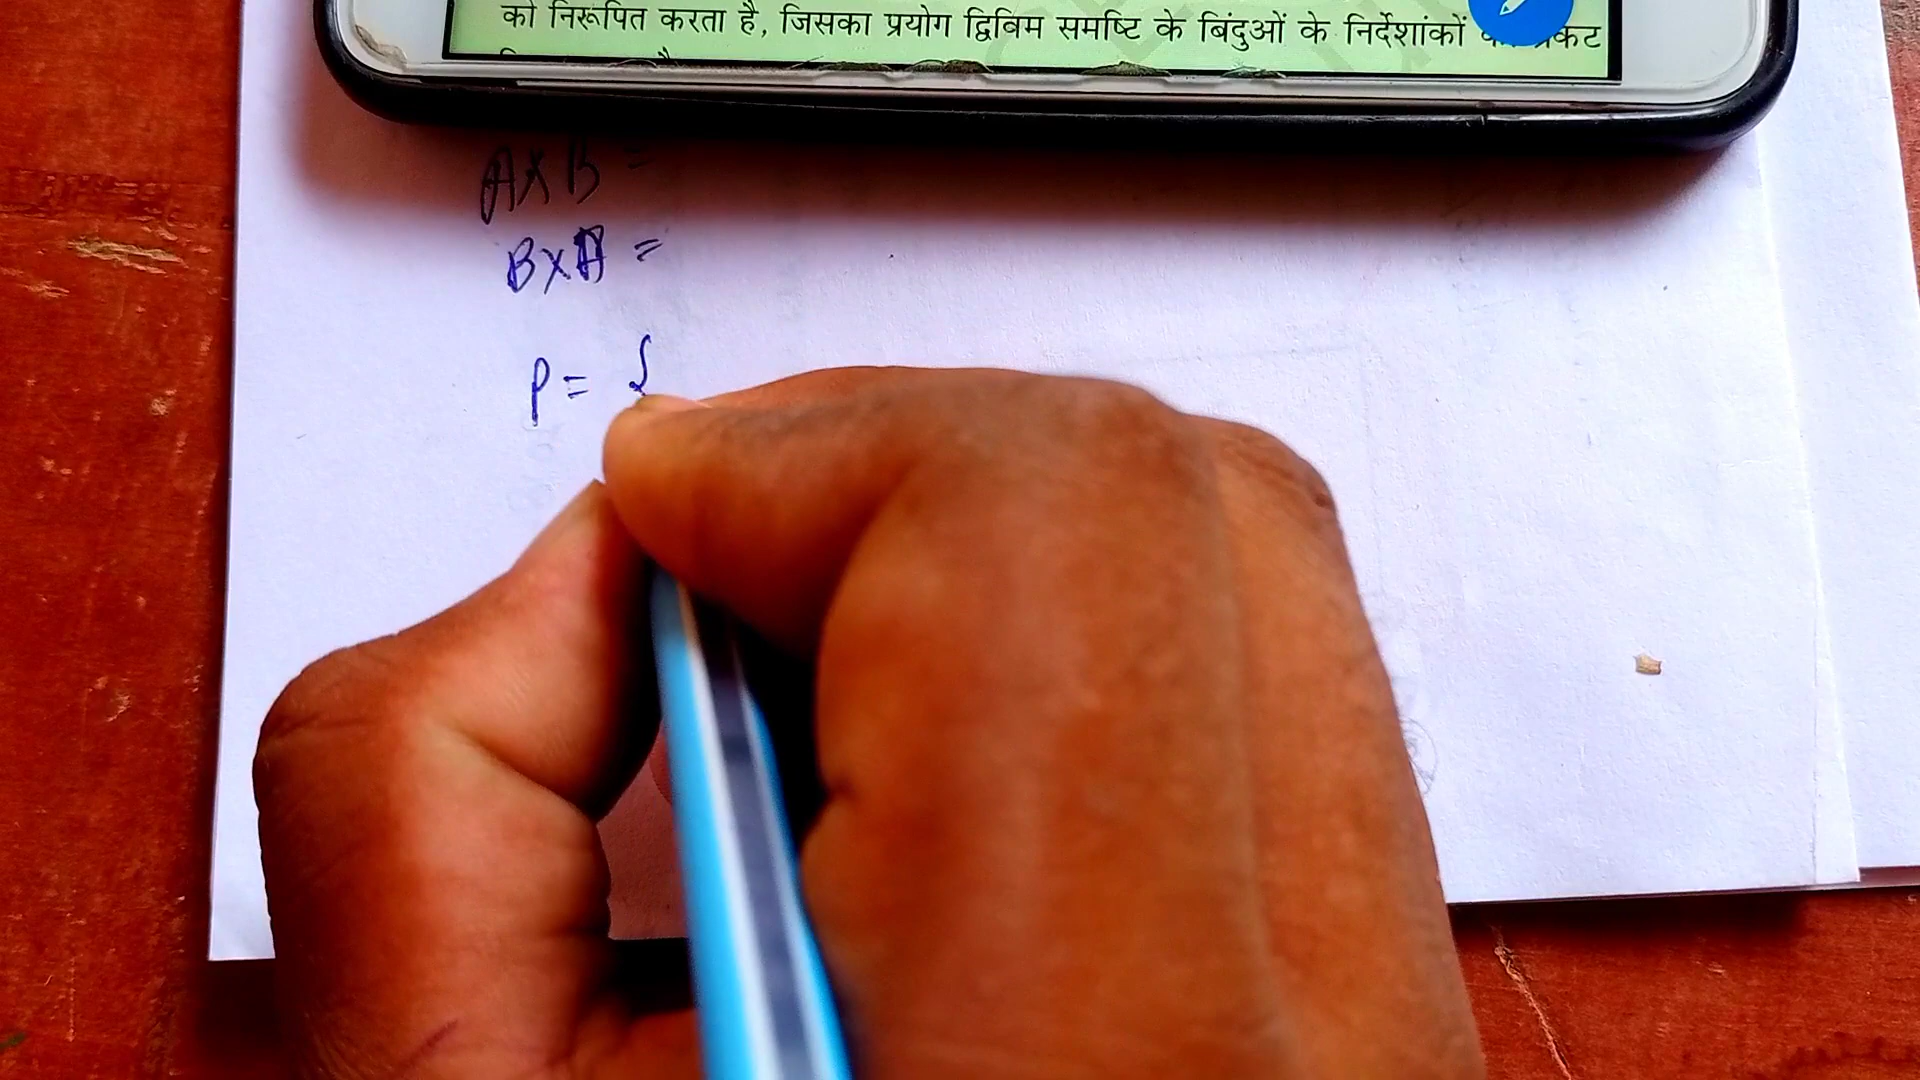 को निरूपित करता है, जिसका प्रयोग द्विविम समष्टि के बिंदुओं के निर्देशांकों
A×B =
B×A =
P = {